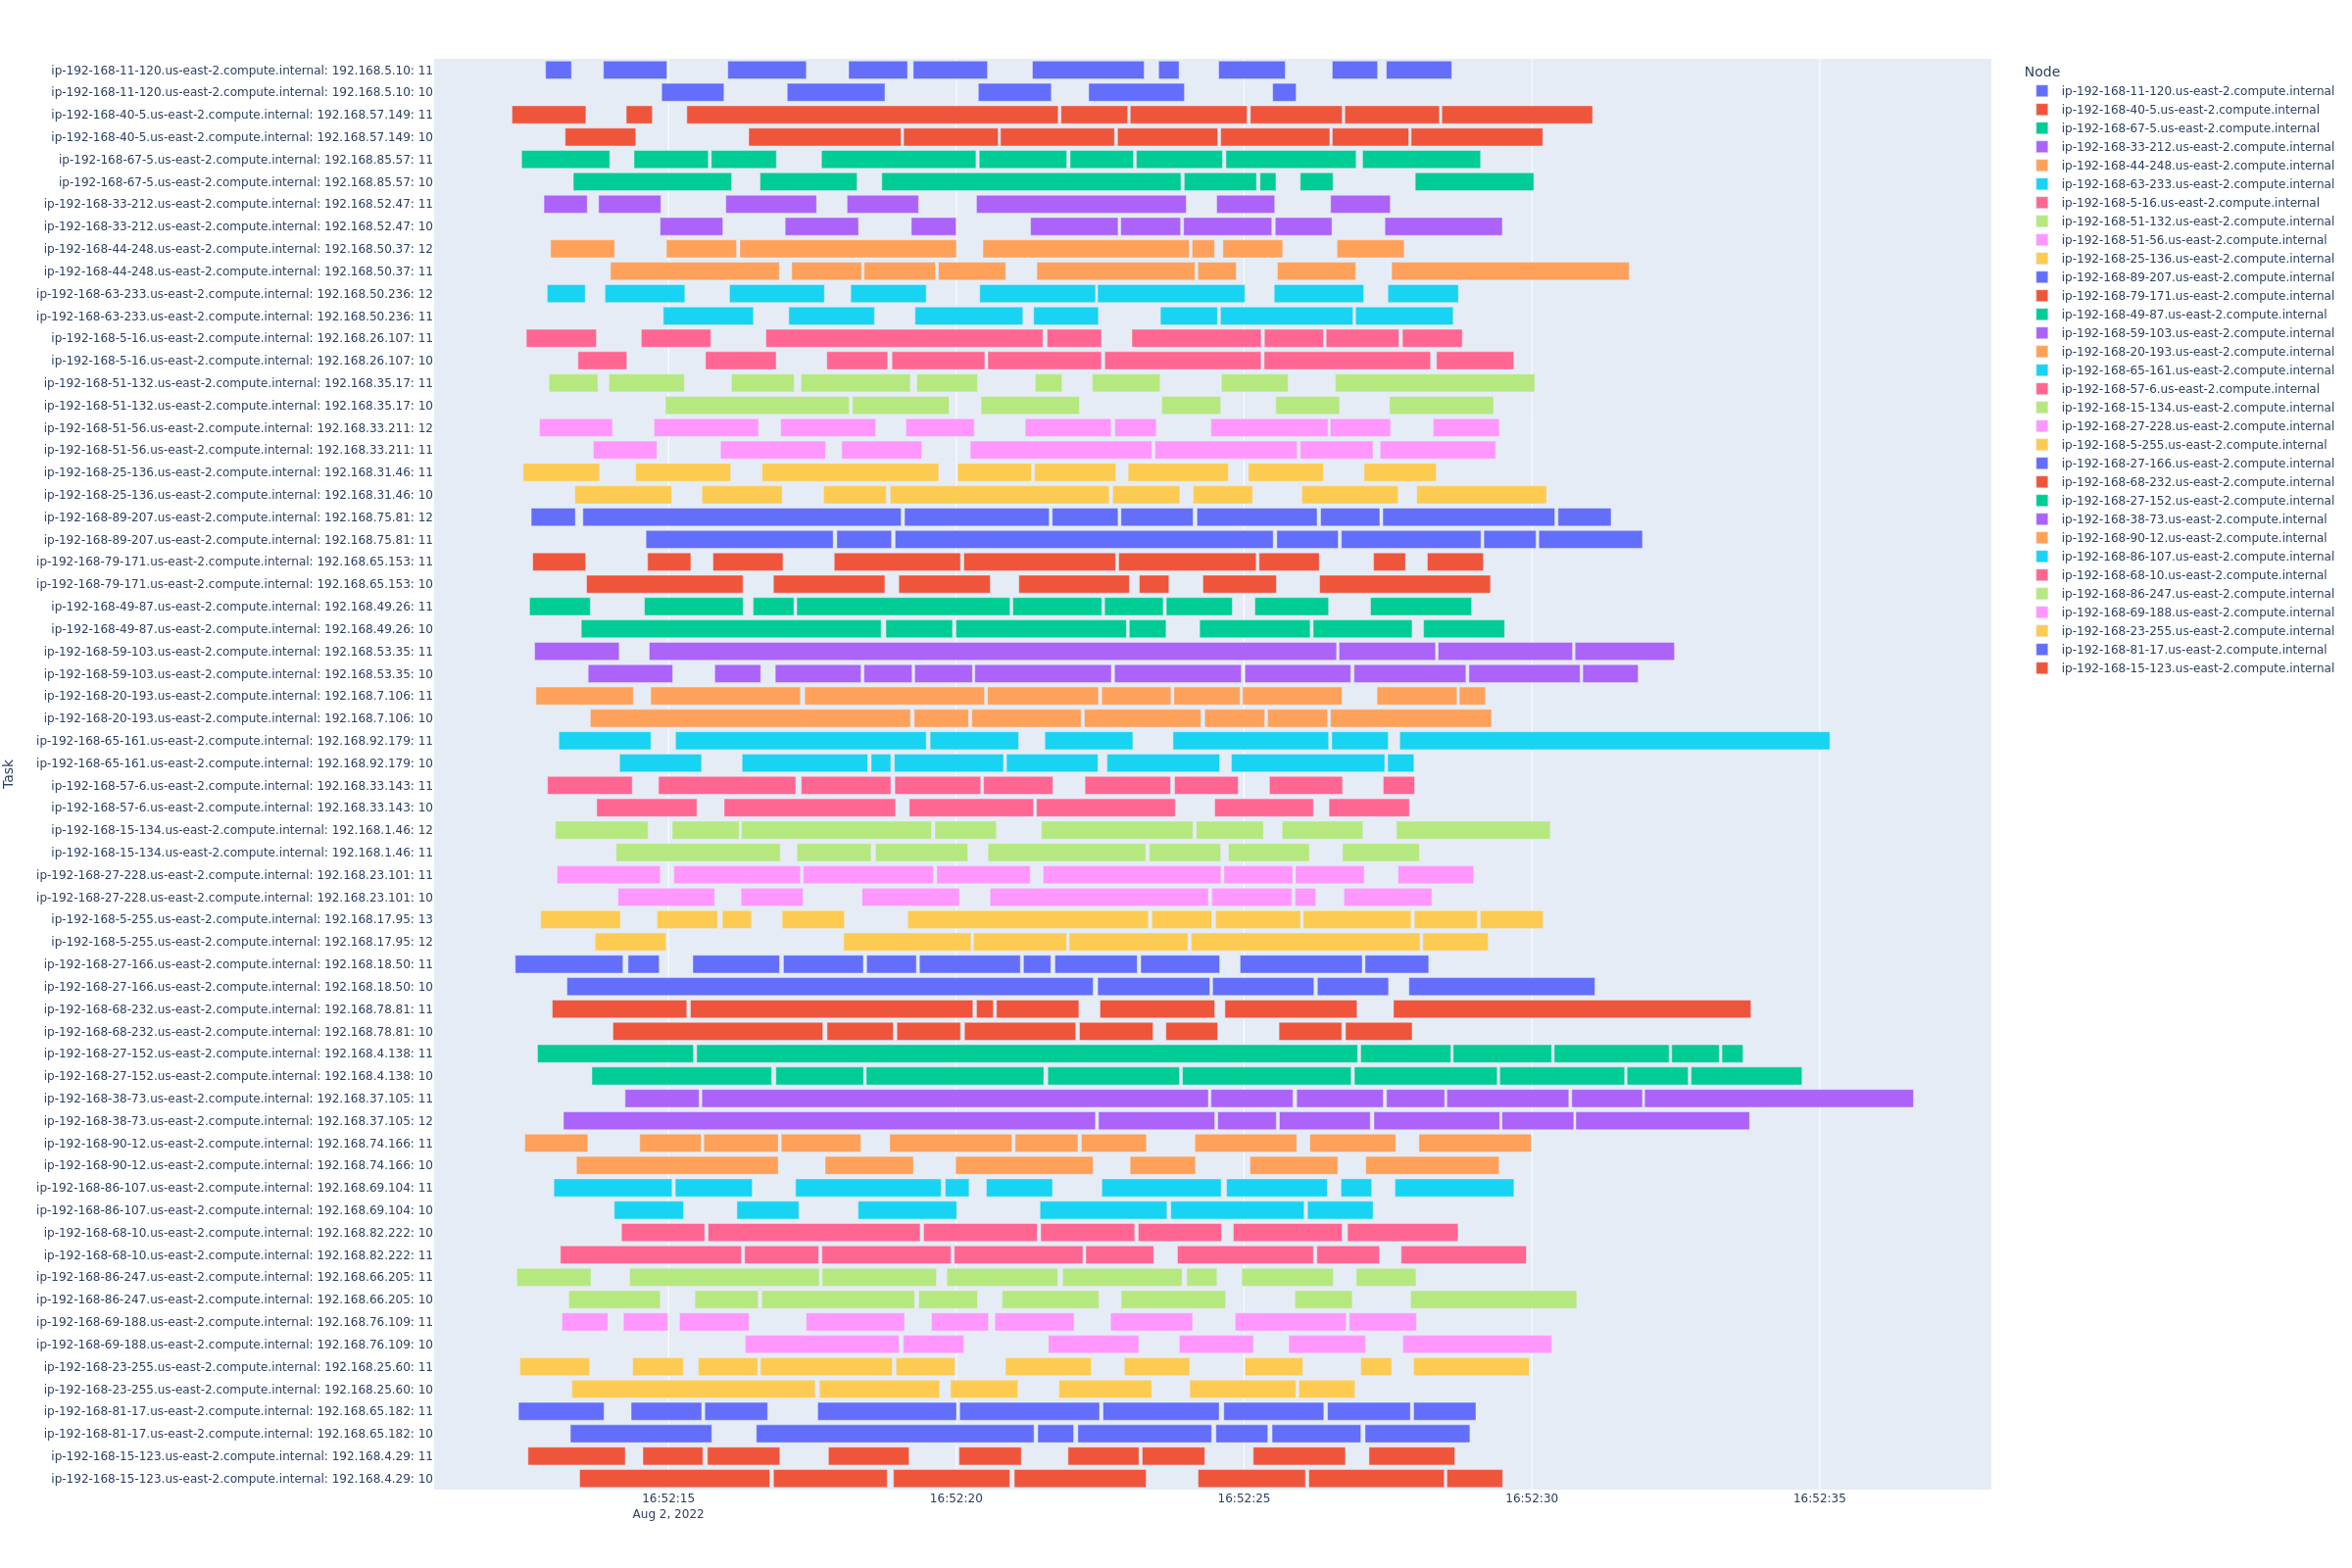 ip-192-168-11-120.us-east-2.compute.internal: 192.168.5.10: 11
ip-192-168-11-120.us-east-2.compute.internal: 192.168.5.10: 10
ip-192-168-40-5.us-east-2.compute.internal: 192.168.57.149: 11
ip-192-168-40-5.us-east-2.compute.internal: 192.168.57.149: 10
ip-192-168-67-5.us-east-2.compute.internal: 192.168.85.57: 11
ip-192-168-67-5.us-east-2.compute.internal: 192.168.85.57: 10
ip-192-168-33-212.us-east-2.compute.internal: 192.168.52.47: 11
ip-192-168-33-212.us-east-2.compute.internal: 192.168.52.47: 10
ip-192-168-44-248.us-east-2.compute.internal: 192.168.50.37: 12
ip-192-168-44-248.us-east-2.compute.internal: 192.168.50.37: 11
ip-192-168-63-233.us-east-2.compute.internal: 192.168.50.236: 12
ip-192-168-63-233.us-east-2.compute.internal: 192.168.50.236: 11
ip-192-168-5-16.us-east-2.compute.internal: 192.168.26.107: 11
ip-192-168-5-16.us-east-2.compute.internal: 192.168.26.107: 10
ip-192-168-51-132.us-east-2.compute.internal: 192.168.35.17: 11
ip-192-168-51-132.us-east-2.compute.internal: 192.168.35.17: 10
ip-192-168-51-56.us-east-2.compute.internal: 192.168.33.211: 12
ip-192-168-51-56.us-east-2.compute.internal: 192.168.33.211: 11
ip-192-168-25-136.us-east-2.compute.internal: 192.168.31.46: 11
ip-192-168-25-136.us-east-2.compute.internal: 192.168.31.46: 10
ip-192-168-89-207.us-east-2.compute.internal: 192.168.75.81: 12
ip-192-168-89-207.us-east-2.compute.internal: 192.168.75.81: 11
ip-192-168-79-171.us-east-2.compute.internal: 192.168.65.153: 11
ip-192-168-79-171.us-east-2.compute.internal: 192.168.65.153: 10
ip-192-168-49-87.us-east-2.compute.internal: 192.168.49.26: 11
ip-192-168-49-87.us-east-2.compute.internal: 192.168.49.26: 10
ip-192-168-59-103.us-east-2.compute.internal: 192.168.53.35: 11
ip-192-168-59-103.us-east-2.compute.internal: 192.168.53.35: 10
ip-192-168-20-193.us-east-2.compute.internal: 192.168.7.106: 11
ip-192-168-20-193.us-east-2.compute.internal: 192.168.7.106: 10
ip-192-168-65-161.us-east-2.compute.internal: 192.168.92.179: 11
ip-192-168-65-161.us-east-2.compute.internal: 192.168.92.179: 10
ip-192-168-57-6.us-east-2.compute.internal: 192.168.33.143: 11
ip-192-168-57-6.us-east-2.compute.internal: 192.168.33.143: 10
ip-192-168-15-134.us-east-2.compute.internal: 192.168.1.46: 12
ip-192-168-15-134.us-east-2.compute.internal: 192.168.1.46: 11
ip-192-168-27-228.us-east-2.compute.internal: 192.168.23.101: 11
ip-192-168-27-228.us-east-2.compute.internal: 192.168.23.101: 10
ip-192-168-5-255.us-east-2.compute.internal: 192.168.17.95: 13
ip-192-168-5-255.us-east-2.compute.internal: 192.168.17.95: 12
ip-192-168-27-166.us-east-2.compute.internal: 192.168.18.50: 11
ip-192-168-27-166.us-east-2.compute.internal: 192.168.18.50: 10
ip-192-168-68-232.us-east-2.compute.internal: 192.168.78.81: 11
ip-192-168-68-232.us-east-2.compute.internal: 192.168.78.81: 10
ip-192-168-27-152.us-east-2.compute.internal: 192.168.4.138: 11
ip-192-168-27-152.us-east-2.compute.internal: 192.168.4.138: 10
ip-192-168-38-73.us-east-2.compute.internal: 192.168.37.105: 11
ip-192-168-38-73.us-east-2.compute.internal: 192.168.37.105: 12
ip-192-168-90-12.us-east-2.compute.internal: 192.168.74.166: 11
ip-192-168-90-12.us-east-2.compute.internal: 192.168.74.166: 10
ip-192-168-86-107.us-east-2.compute.internal: 192.168.69.104: 11
ip-192-168-86-107.us-east-2.compute.internal: 192.168.69.104: 10
ip-192-168-68-10.us-east-2.compute.internal: 192.168.82.222: 10
ip-192-168-68-10.us-east-2.compute.internal: 192.168.82.222: 11
ip-192-168-86-247.us-east-2.compute.internal: 192.168.66.205: 11
ip-192-168-86-247.us-east-2.compute.internal: 192.168.66.205: 10
ip-192-168-69-188.us-east-2.compute.internal: 192.168.76.109: 11
ip-192-168-69-188.us-east-2.compute.internal: 192.168.76.109: 10
ip-192-168-23-255.us-east-2.compute.internal: 192.168.25.60: 11
ip-192-168-23-255.us-east-2.compute.internal: 192.168.25.60: 10
ip-192-168-81-17.us-east-2.compute.internal: 192.168.65.182: 11
ip-192-168-81-17.us-east-2.compute.internal: 192.168.65.182: 10
ip-192-168-15-123.us-east-2.compute.internal: 192.168.4.29: 11
ip-192-168-15-123.us-east-2.compute.internal: 192.168.4.29: 10
Task
16:52:15
Aug 2, 2022
16:52:20
16:52:25
16:52:30
16:52:35
Node
ip-192-168-11-120.us-east-2.compute.internal
ip-192-168-40-5.us-east-2.compute.internal
ip-192-168-67-5.us-east-2.compute.internal
ip-192-168-33-212.us-east-2.compute.internal
ip-192-168-44-248.us-east-2.compute.internal
ip-192-168-63-233.us-east-2.compute.internal
ip-192-168-5-16.us-east-2.compute.internal
ip-192-168-51-132.us-east-2.compute.internal
ip-192-168-51-56.us-east-2.compute.internal
ip-192-168-25-136.us-east-2.compute.internal
ip-192-168-89-207.us-east-2.compute.internal
ip-192-168-79-171.us-east-2.compute.internal
ip-192-168-49-87.us-east-2.compute.internal
ip-192-168-59-103.us-east-2.compute.internal
ip-192-168-20-193.us-east-2.compute.internal
ip-192-168-65-161.us-east-2.compute.internal
ip-192-168-57-6.us-east-2.compute.internal
ip-192-168-15-134.us-east-2.compute.internal
ip-192-168-27-228.us-east-2.compute.internal
ip-192-168-5-255.us-east-2.compute.internal
ip-192-168-27-166.us-east-2.compute.internal
ip-192-168-68-232.us-east-2.compute.internal
ip-192-168-27-152.us-east-2.compute.internal
ip-192-168-38-73.us-east-2.compute.internal
ip-192-168-90-12.us-east-2.compute.internal
ip-192-168-86-107.us-east-2.compute.internal
ip-192-168-68-10.us-east-2.compute.internal
ip-192-168-86-247.us-east-2.compute.internal
ip-192-168-69-188.us-east-2.compute.internal
ip-192-168-23-255.us-east-2.compute.internal
ip-192-168-81-17.us-east-2.compute.internal
ip-192-168-15-123.us-east-2.compute.internal